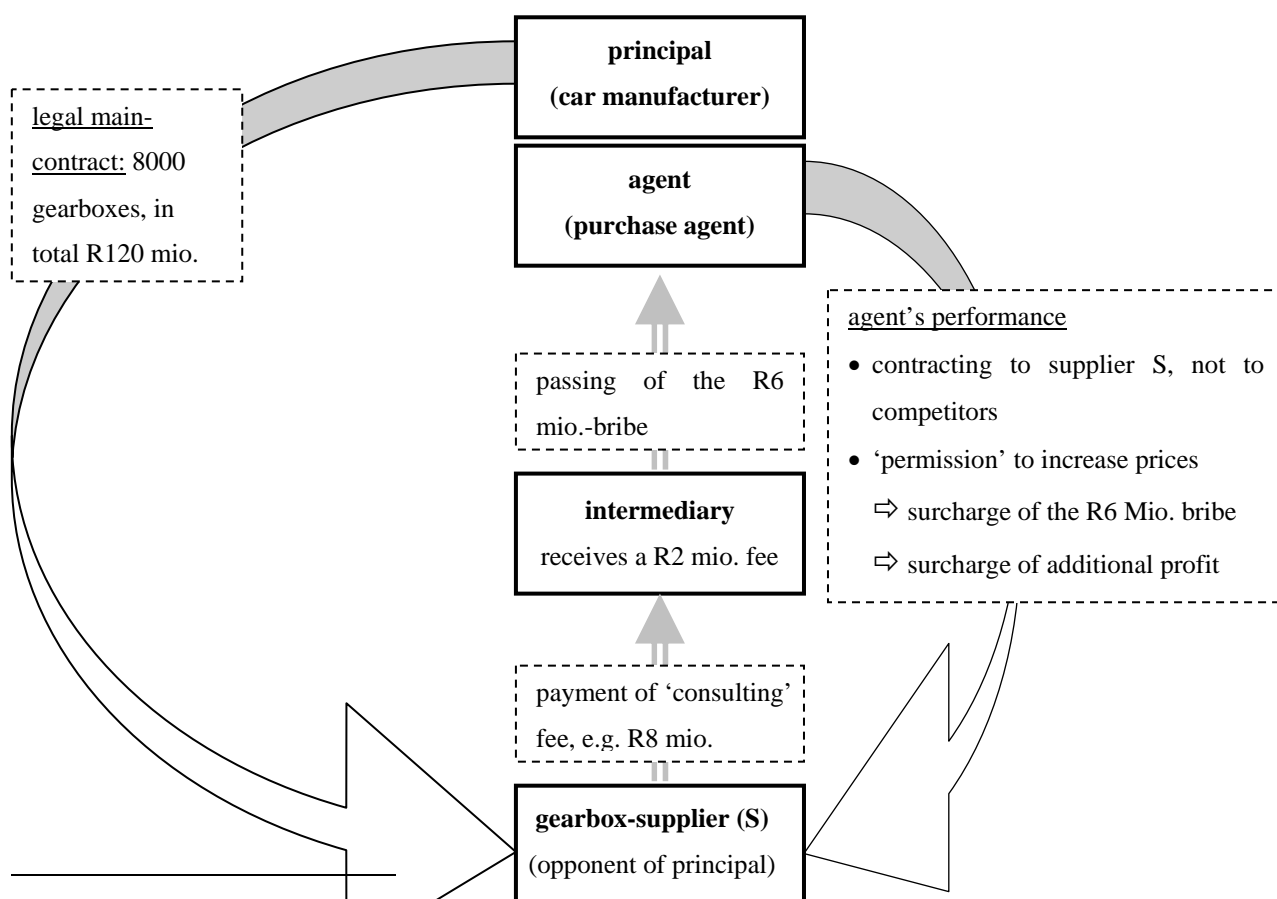 principal
(car manufacturer)
legal main-
contract: 8000
gearboxes, in
total R120 mio.
agent
(purchase agent)
agent’s performance
• contracting to supplier S, not to
competitors
• ‘permission’ to increase prices
⇨ surcharge of the R6 Mio. bribe
⇨ surcharge of additional profit
passing of the R6
mio.-bribe
intermediary
receives a R2 mio. fee
payment of ‘consulting’
fee, e.g. R8 mio.
gearbox-supplier (S)
(opponent of principal)